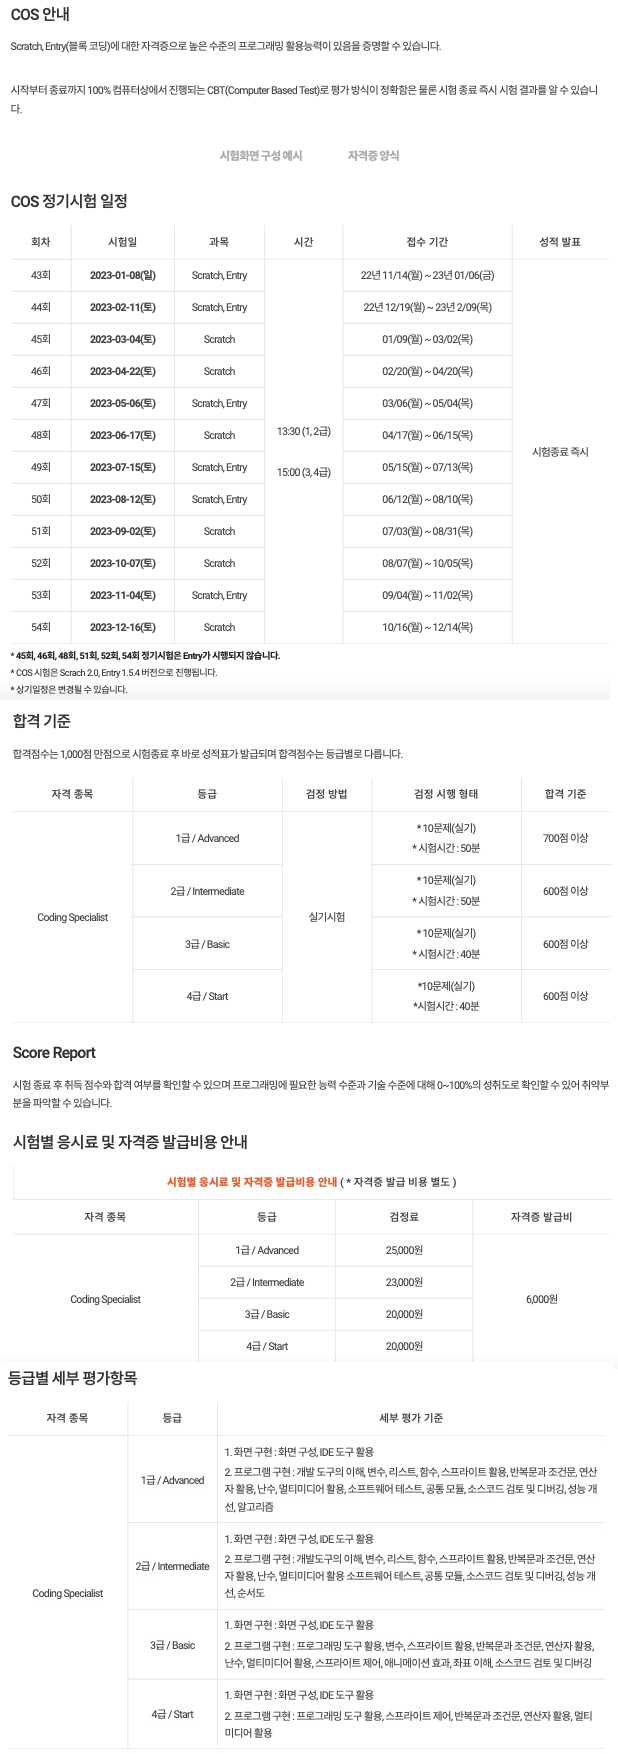 COS 안내
Scratch, Entry(블록 코딩)에 대한 자격증으로 높은 수준의 프로그래밍 활용능력이 있음을 증명할 수 있습니다.
시작부터 종료까지 100% 컴퓨터상에서 진행되는 CBT(Computer Based Test)로 평가 방식이 정확함은 물론 시험 종료 즉시 시험 결과를 알 수 있습니
다.
시험화면 구성 예시 자격증 양식
COS 정기시험 일정
회차 시험일 과목 시간 접수 기간 성적 발표
43회 2023-01-08(일) Scratch, Entry 22년 11/14(월) ~ 23년 01/06(금)
44회 2023-02-11(토) Scratch, Entry 22년 12/19(월) ~ 23년 2/09(목)
45회 2023-03-04(토) Scratch 01/09(월) ~ 03/02(목)
46회 2023-04-22(토) Scratch 02/20(월) ~ 04/20(목)
47회 2023-05-06(토) Scratch, Entry 03/06(월) ~ 05/04(목)
13:30 (1, 2급)
48회 2023-06-17(토) Scratch 04/17(월) ~ 06/15(목)
시험종료 즉시
49회 2023-07-15(토) Scratch, Entry 15:00 (3, 4급) 05/15(월) ~ 07/13(목)
50회 2023-08-12(토) Scratch, Entry 06/12(월) ~ 08/10(목)
51회 2023-09-02(토) Scratch 07/03(월) ~ 08/31(목)
52회 2023-10-07(토) Scratch 08/07(월) ~ 10/05(목)
53회 2023-11-04(토) Scratch, Entry 09/04(월) ~ 11/02(목)
54회 2023-12-16(토) Scratch 10/16(월) ~ 12/14(목)
* 45회, 46회, 48회, 51회, 52회, 54회 정기시험은 Entry가 시행되지 않습니다.
* COS 시험은 Scrach 2.0, Entry 1.5.4 버전으로 진행됩니다.
* 상기일정은 변경될 수 있습니다.
합격 기준
합격점수는 1,000점 만점으로 시험종료 후 바로 성적표가 발급되며 합격점수는 등급별로 다릅니다.
자격 종목 등급 검정 방법 검정 시행 형태 합격 기준
1급 / Advanced * 10문제(실기) 700점 이상
* 시험시간 : 50분
2급 / Intermediate * 10문제(실기) 600점 이상
* 시험시간 : 50분
Coding Specialist 실기시험
3급 / Basic * 10문제(실기) 600점 이상
* 시험시간 : 40분
4급 / Start *10문제(실기) 600점 이상
*시험시간 : 40분
Score Report
시험 종료 후 취득 점수와 합격 여부를 확인할 수 있으며 프로그래밍에 필요한 능력 수준과 기술 수준에 대해 0~100%의 성취도로 확인할 수 있어 취약부
분을 파악할 수 있습니다.
시험별 응시료 및 자격증 발급비용 안내
시험별 응시료 및 자격증 발급비용 안내 ( * 자격증 발급 비용 별도 )
자격 종목 등급 검정료 자격증 발급비
1급 / Advanced 25,000원
2급 / Intermediate 23,000원
Coding Specialist 6,000원
3급 / Basic 20,000원
4급 / Start 20,000원
등급별 세부 평가항목
자격 종목 등급 세부 평가 기준
1. 화면 구현 : 화면 구성, IDE 도구 활용
1급 / Advanced 2. 프로그램 구현 : 개발 도구의 이해, 변수, 리스트, 함수, 스프라이트 활용, 반복문과 조건문, 연산
자 활용, 난수, 멀티미디어 활용, 소프트웨어 테스트, 공통 모듈, 소스코드 검토 및 디버깅, 성능 개
선, 알고리즘
1. 화면 구현 : 화면 구성, IDE 도구 활용
2급 / Intermediate 2. 프로그램 구현 : 개발도구의 이해, 변수, 리스트, 함수, 스프라이트 활용, 반복문과 조건문, 연산
자 활용, 난수, 멀티미디어 활용 소프트웨어 테스트, 공통 모듈, 소스코드 검토 및 디버깅, 성능 개
선, 순서도
Coding Specialist
1. 화면 구현 : 화면 구성, IDE 도구 활용
3급 / Basic 2. 프로그램 구현 : 프로그래밍 도구 활용, 변수, 스프라이트 활용, 반복문과 조건문, 연산자 활용,
난수, 멀티미디어 활용, 스프라이트 제어, 애니메이션 효과, 좌표 이해, 소스코드 검토 및 디버깅
1. 화면 구현 : 화면 구성, IDE 도구 활용
4급 / Start 2. 프로그램 구현 : 프로그래밍 도구 활용, 스프라이트 제어, 반복문과 조건문, 연산자 활용, 멀티
미디어 활용